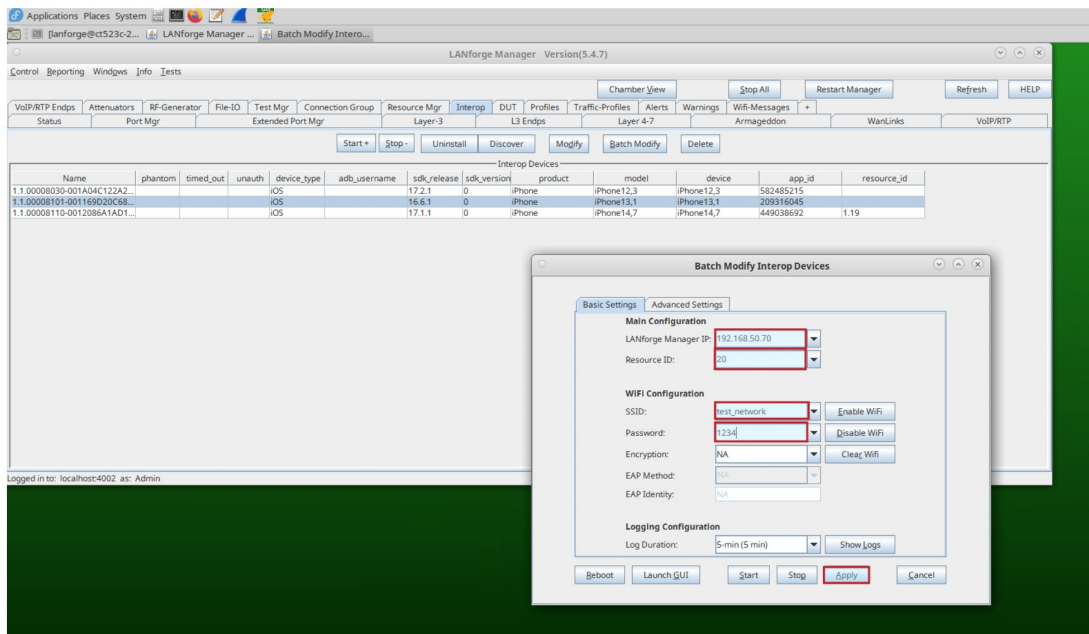 Applications Places System
[lanforge@ct523c-2... LANforge Manager ... Batch Modify Intero...
LANforge Manager Version(5.4.7)
Control Reporting Windows Info Tests
Chamber View Stop All Restart Manager Refresh HELP
VoIP/RTP Endps Attenuators RF-Generator File-IO Test Mgr Connection Group Resource Mgr Interop DUT Profiles Traffic-Profiles Alerts Warnings Wifi-Messages +
Status Port Mgr Extended Port Mgr Layer-3 L3 Endps Layer 4-7 Armageddon WanLinks VoIP/RTP
Start + Stop - Uninstall Discover Modify Batch Modify Delete
Interop Devices
Name phantom timed_out unauth device_type adb_username sdk_release sdk_version product model device app_id resource_id
1.1.00008030-001A04C122A2... iOS 17.2.1 0 iPhone iPhone12,3 iPhone12,3 582485215
1.1.00008101-001169D20C68... iOS 16.6.1 0 iPhone iPhone13,1 iPhone13,1 209316045
1.1.00008110-0012086A1AD1... iOS 17.1.1 0 iPhone iPhone14,7 iPhone14,7 449038692 1.19
Batch Modify Interop Devices
Basic Settings Advanced Settings
Main Configuration
LANforge Manager IP: 192.168.50.70
Resource ID: 20
WiFi Configuration
SSID: test_network Enable WiFi
Password: 1234 Disable WiFi
Encryption: NA Clear Wifi
EAP Method: NA
EAP Identity: NA
Logging Configuration
Log Duration: 5-min (5 min) Show Logs
Reboot Launch GUI Start Stop Apply Cancel
Logged in to: localhost:4002 as: Admin